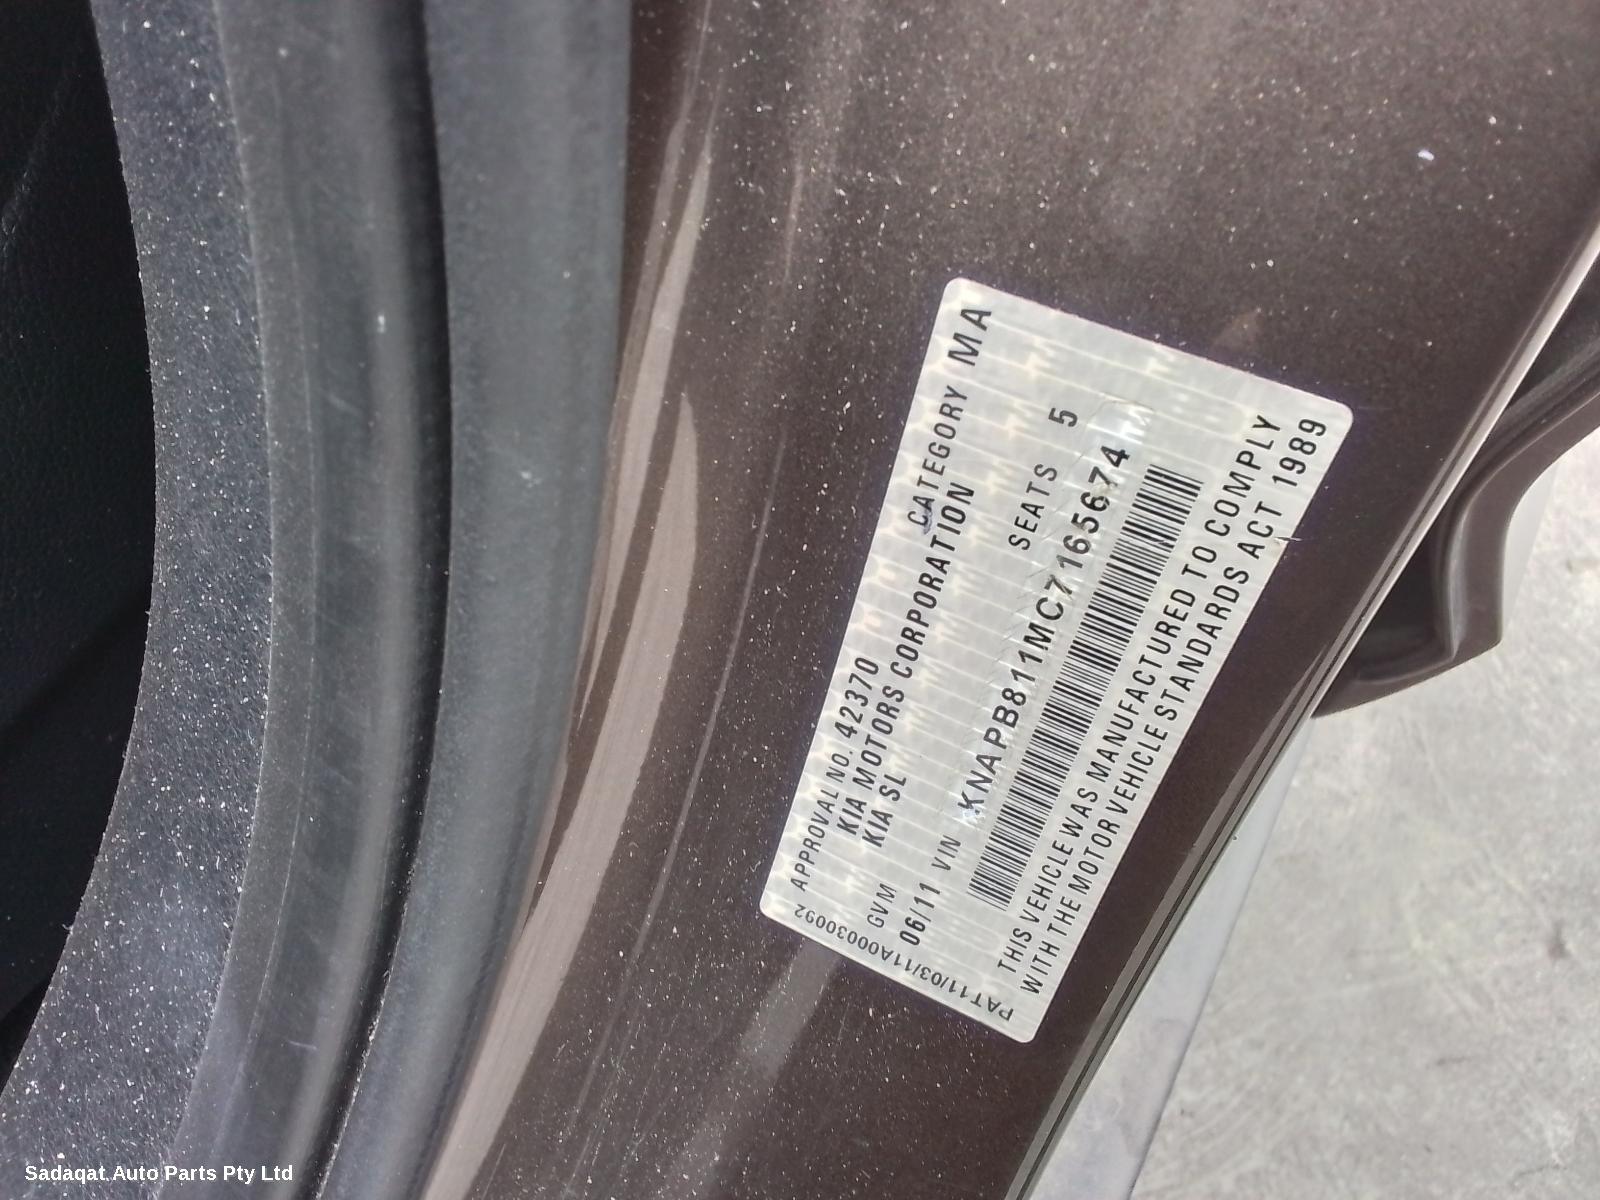 APPROVAL NO. 42370 CATEGORY MA
KIA MOTORS CORPORATION
KIA SL
GVM SEATS 5
06/11 VIN KNAPB811MC7165674
THIS VEHICLE WAS MANUFACTURED TO COMPLY
WITH THE MOTOR VEHICLE STANDARDS ACT 1989
PAT11/03/11A000030092
Sadaqat Auto Parts Pty Ltd